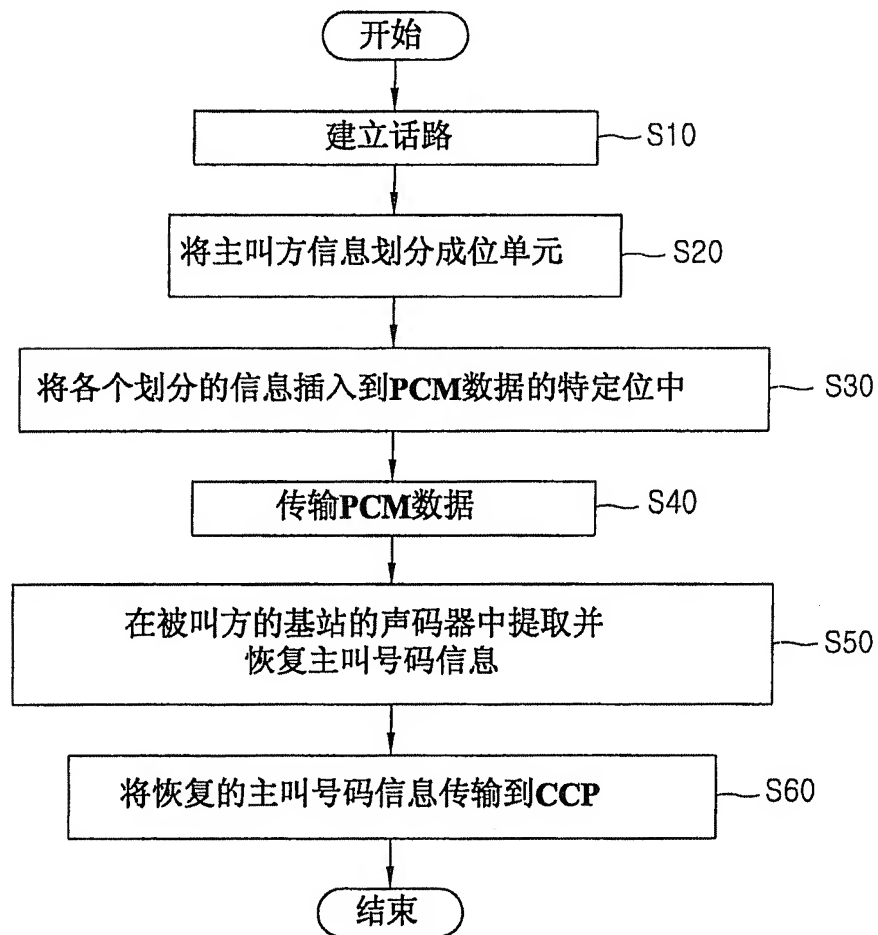 开始
建立话路
S10
将主叫方信息划分成位单元
S20
将各个划分的信息插入到PCM数据的特定位中
S30
传输PCM数据
S40
在被叫方的基站的声码器中提取并
恢复主叫号码信息
S50
将恢复的主叫号码信息传输到CCP
S60
结束